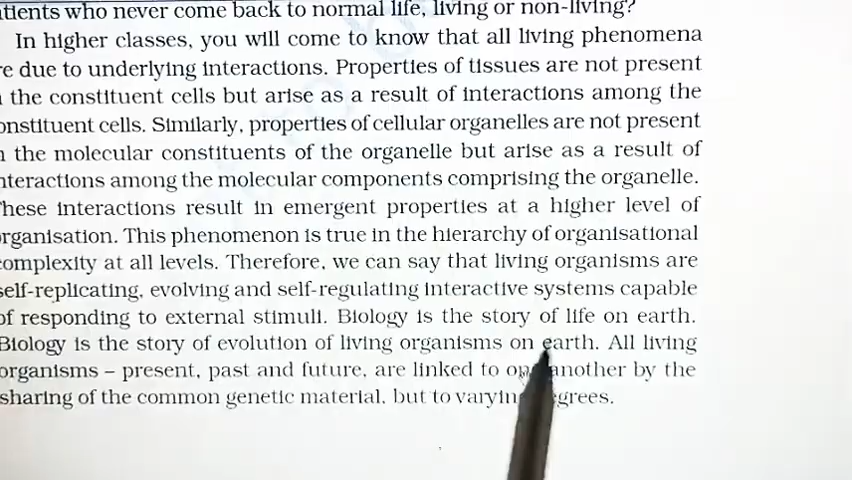 tients who never come back to normal life, living or non-living?
In higher classes, you will come to know that all living phenomena
e due to underlying interactions. Properties of tissues are not present
the constituent cells but arise as a result of interactions among the
onstituent cells. Similarly, properties of cellular organelles are not present
the molecular constituents of the organelle but arise as a result of
nteractions among the molecular components comprising the organelle.
hese interactions result in emergent properties at a higher level of
rganisation. This phenomenon is true in the hierarchy of organisational
omplexity at all levels. Therefore, we can say that living organisms are
self-replicating, evolving and self-regulating interactive systems capable
of responding to external stimuli. Biology is the story of life on earth.
Biology is the story of evolution of living organisms on earth. All living
organisms – present, past and future, are linked to one another by the
sharing of the common genetic material, but to varying degrees.